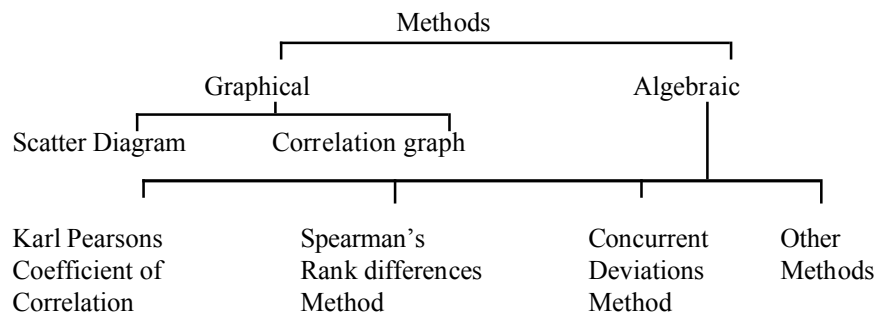 Methods
Graphical Algebraic
Scatter Diagram Correlation graph
Karl Pearsons Spearman’s Concurrent Other
Coefficient of Rank differences Deviations Methods
Correlation Method Method